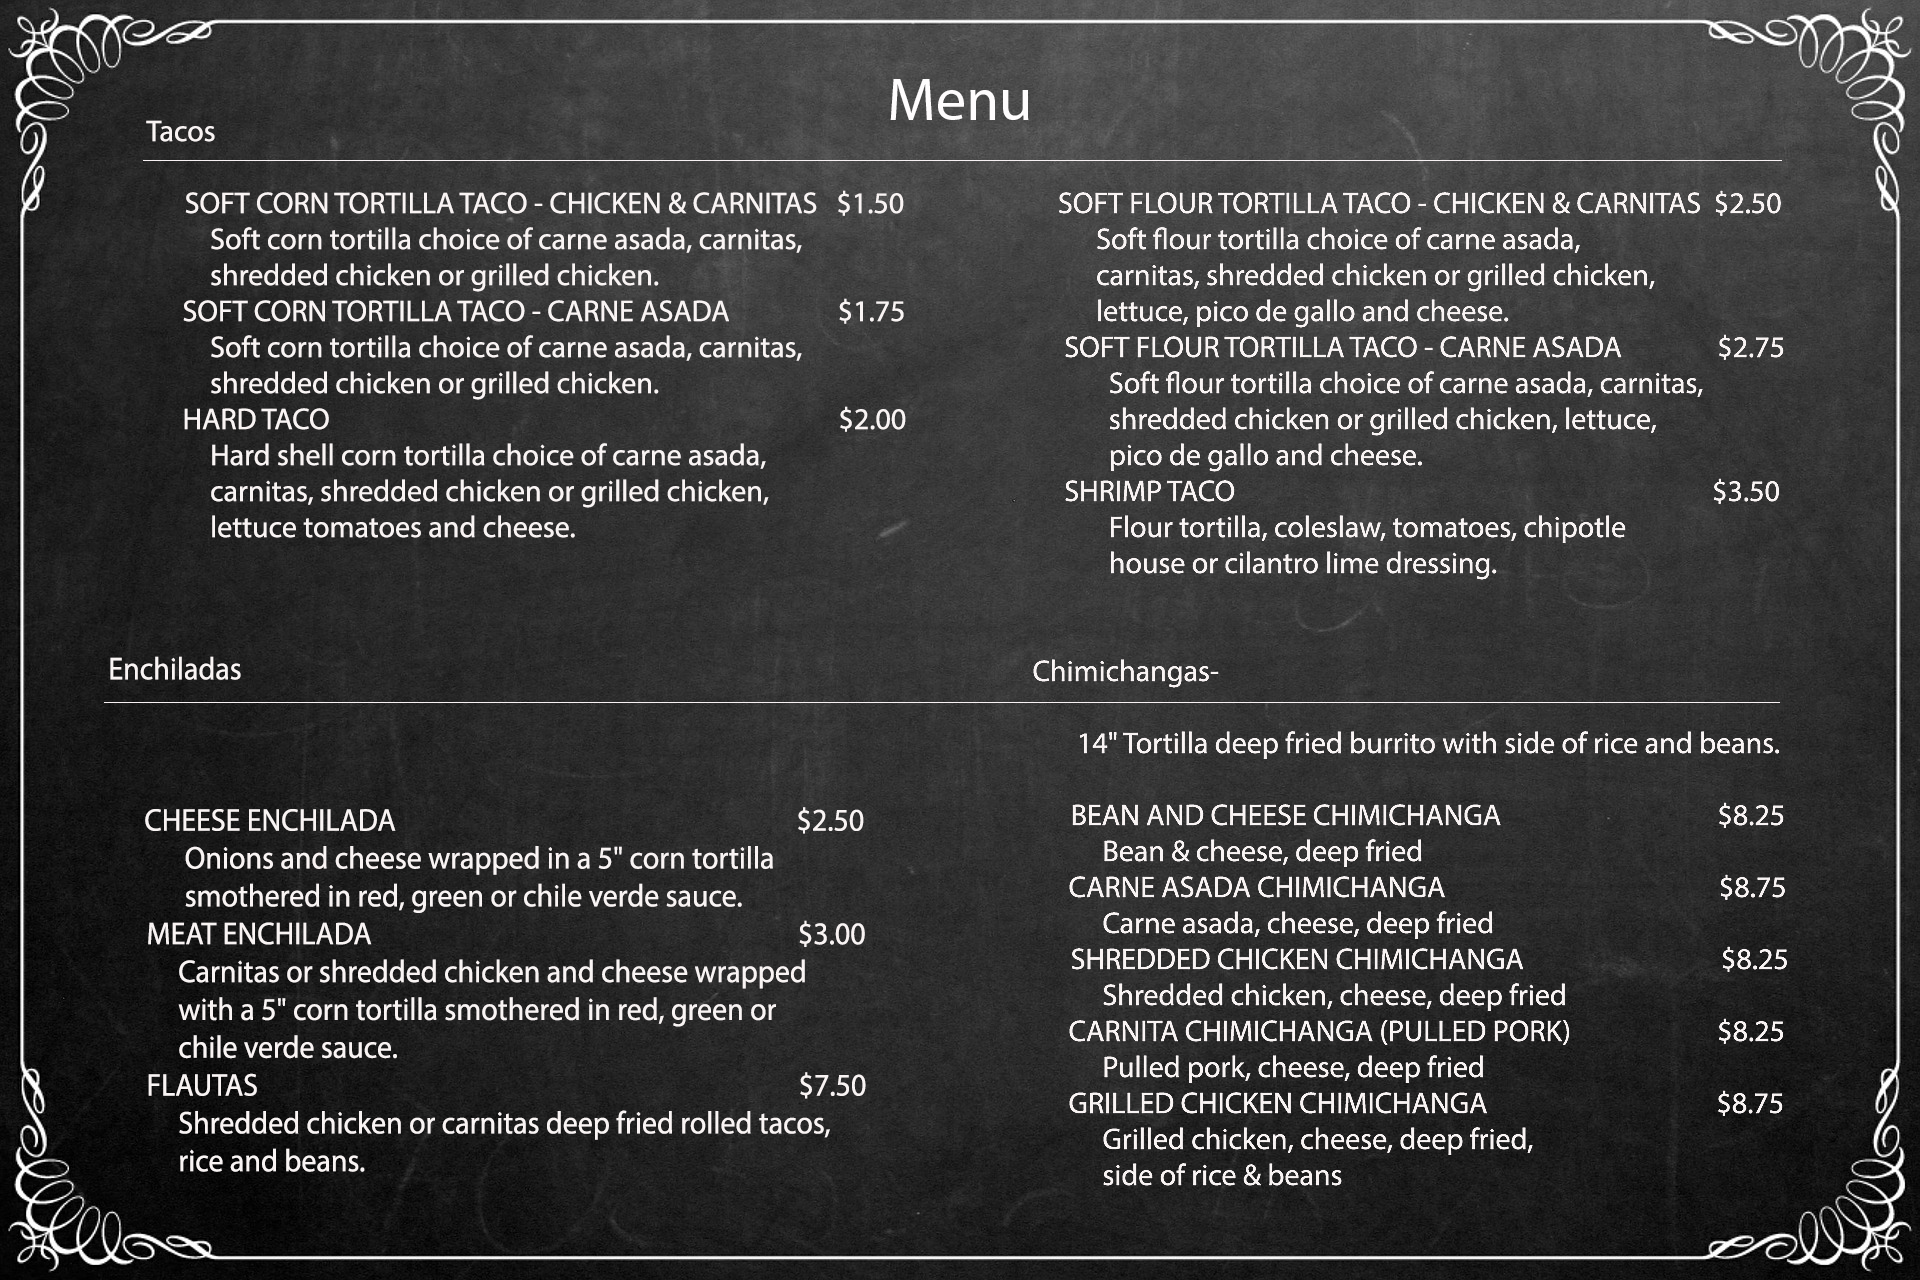 Menu
Tacos
SOFT CORN TORTILLA TACO - CHICKEN & CARNITAS $1.50
Soft corn tortilla choice of carne asada, carnitas,
shredded chicken or grilled chicken.
SOFT CORN TORTILLA TACO - CARNE ASADA $1.75
Soft corn tortilla choice of carne asada, carnitas,
shredded chicken or grilled chicken.
HARD TACO $2.00
Hard shell corn tortilla choice of carne asada,
carnitas, shredded chicken or grilled chicken,
lettuce tomatoes and cheese.
SOFT FLOUR TORTILLA TACO - CHICKEN & CARNITAS $2.50
Soft flour tortilla choice of carne asada,
carnitas, shredded chicken or grilled chicken,
lettuce, pico de gallo and cheese.
SOFT FLOUR TORTILLA TACO - CARNE ASADA $2.75
Soft flour tortilla choice of carne asada, carnitas,
shredded chicken or grilled chicken, lettuce,
pico de gallo and cheese.
SHRIMP TACO $3.50
Flour tortilla, coleslaw, tomatoes, chipotle
house or cilantro lime dressing.
Enchiladas
CHEESE ENCHILADA $2.50
Onions and cheese wrapped in a 5" corn tortilla
smothered in red, green or chile verde sauce.
MEAT ENCHILADA $3.00
Carnitas or shredded chicken and cheese wrapped
with a 5" corn tortilla smothered in red, green or
chile verde sauce.
FLAUTAS $7.50
Shredded chicken or carnitas deep fried rolled tacos,
rice and beans.
Chimichangas-
14" Tortilla deep fried burrito with side of rice and beans.
BEAN AND CHEESE CHIMICHANGA $8.25
Bean & cheese, deep fried
CARNE ASADA CHIMICHANGA $8.75
Carne asada, cheese, deep fried
SHREDDED CHICKEN CHIMICHANGA $8.25
Shredded chicken, cheese, deep fried
CARNITA CHIMICHANGA (PULLED PORK) $8.25
Pulled pork, cheese, deep fried
GRILLED CHICKEN CHIMICHANGA $8.75
Grilled chicken, cheese, deep fried,
side of rice & beans